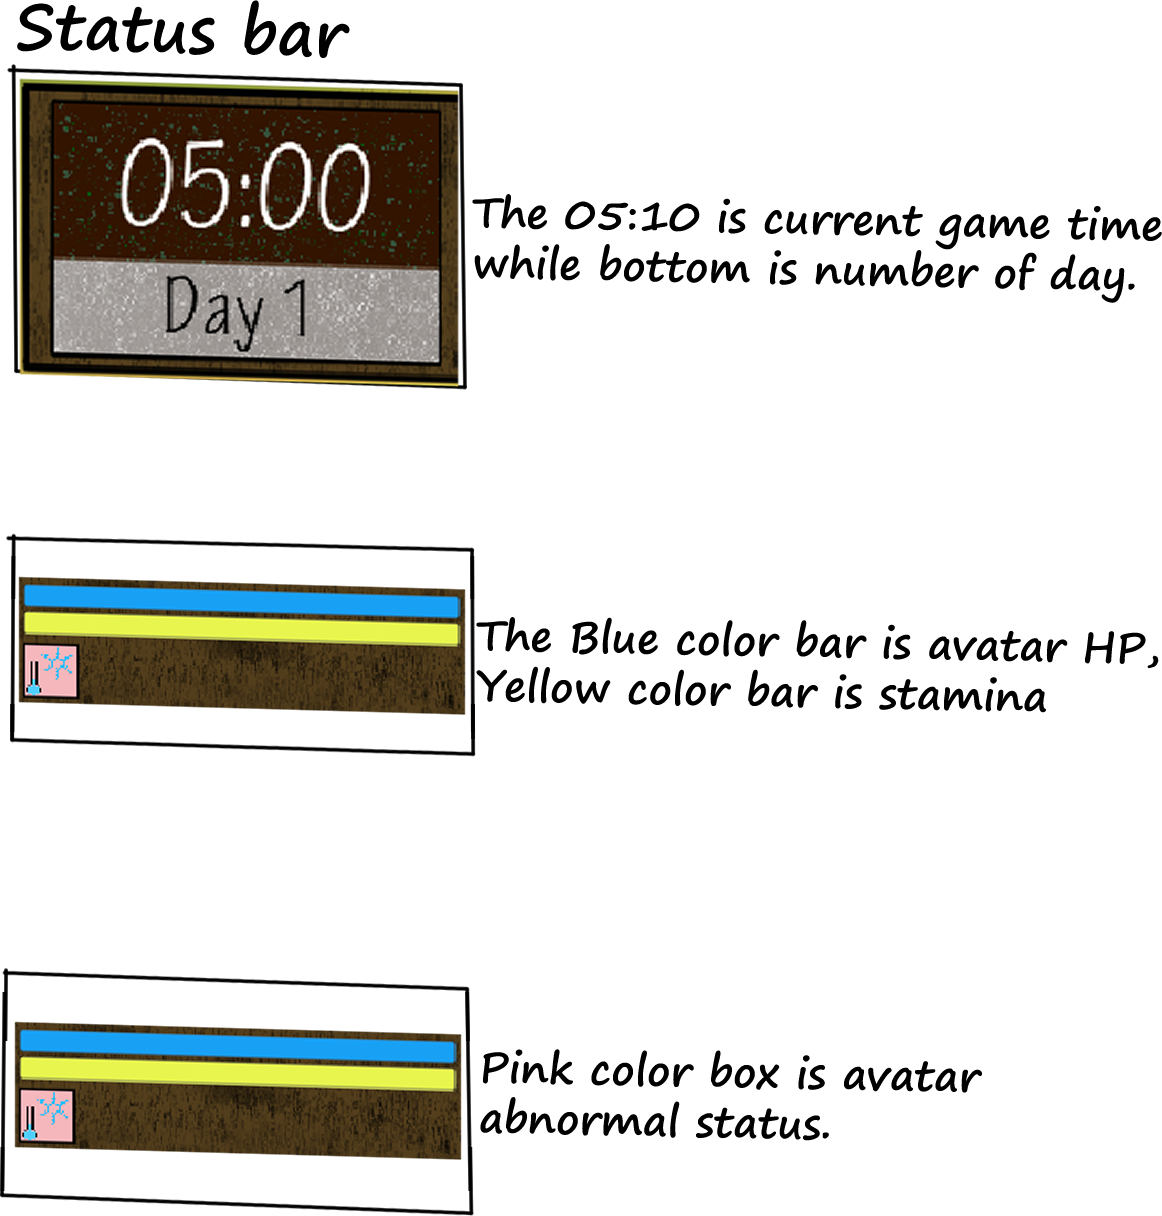 Status bar
05:00
Day 1
The 05:10 is current game time
while bottom is number of day.
The Blue color bar is avatar HP,
Yellow color bar is stamina
Pink color box is avatar
abnormal status.